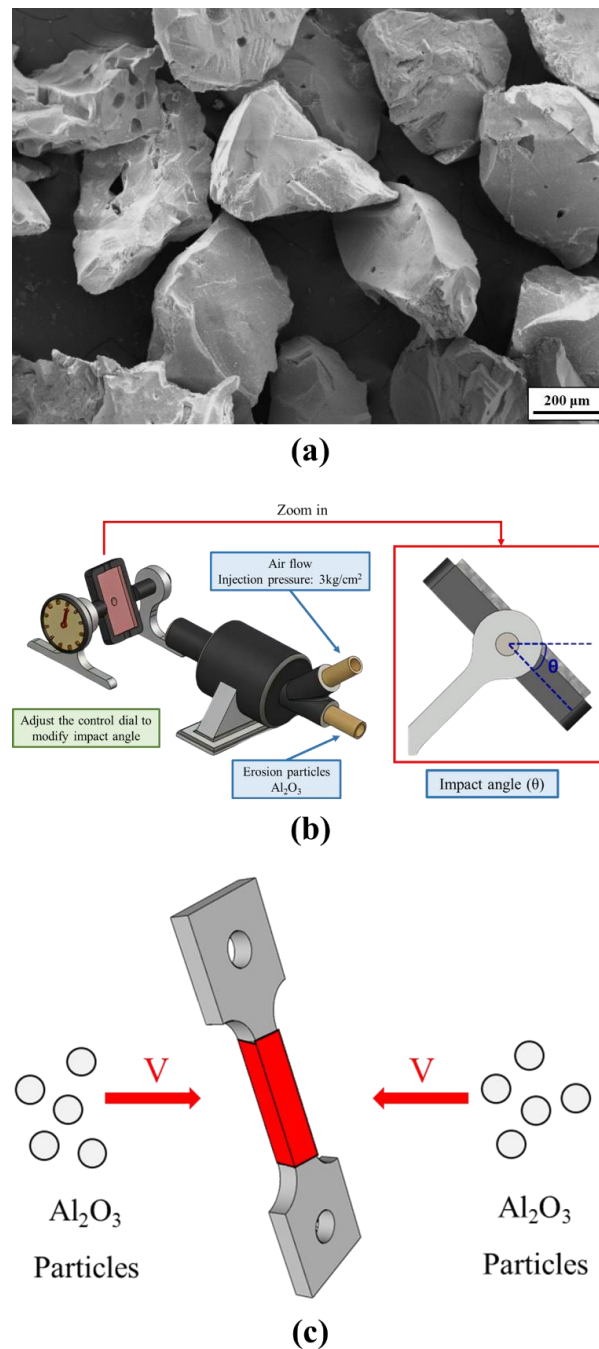 200 µm
(a)
Zoom in
Air flow
Injection pressure: 3kg/cm²
θ
Adjust the control dial to
modify impact angle
Erosion particles
Al₂O₃
Impact angle (θ)
(b)
V
V
Al₂O₃
Particles
Al₂O₃
Particles
(c)